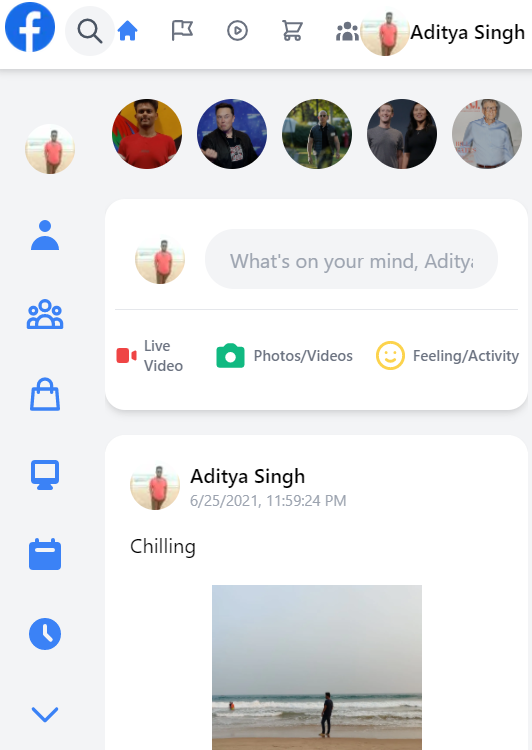 Aditya Singh
What's on your mind, Aditya
Live
Video
Photos/Videos
Feeling/Activity
Aditya Singh
6/25/2021, 11:59:24 PM
Chilling